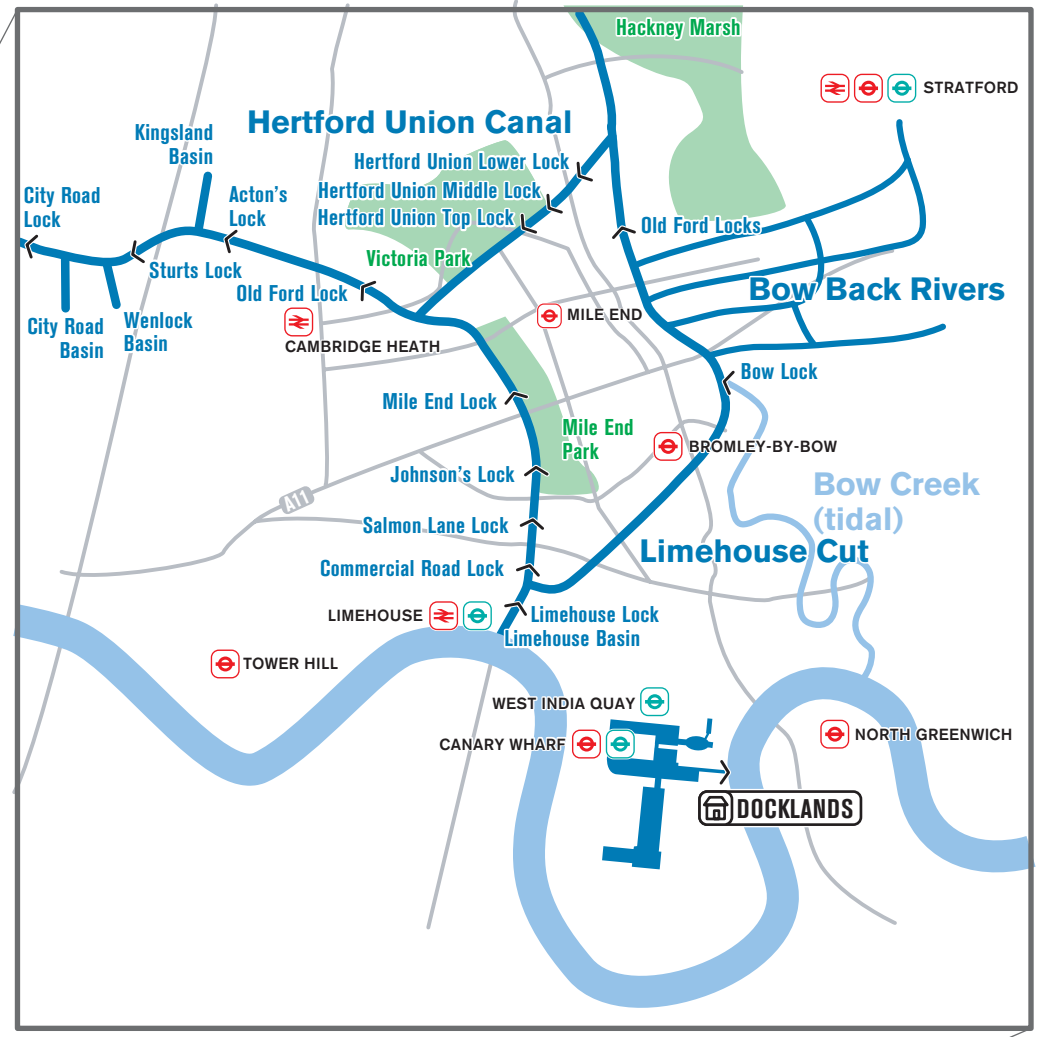 Hackney Marsh
STRATFORD
Hertford Union Canal
Kingsland
Basin
Hertford Union Lower Lock
City Road
Lock
Acton's
Lock
Hertford Union Middle Lock
Hertford Union Top Lock
Old Ford Locks
Victoria Park
Sturts Lock
Old Ford Lock
Bow Back Rivers
City Road
Basin
Wenlock
Basin
MILE END
CAMBRIDGE HEATH
Bow Lock
Mile End Lock
Mile End
Park
BROMLEY-BY-BOW
Johnson's Lock
Bow Creek
(tidal)
A11
Salmon Lane Lock
Limehouse Cut
Commercial Road Lock
LIMEHOUSE
Limehouse Lock
Limehouse Basin
TOWER HILL
WEST INDIA QUAY
CANARY WHARF
NORTH GREENWICH
DOCKLANDS